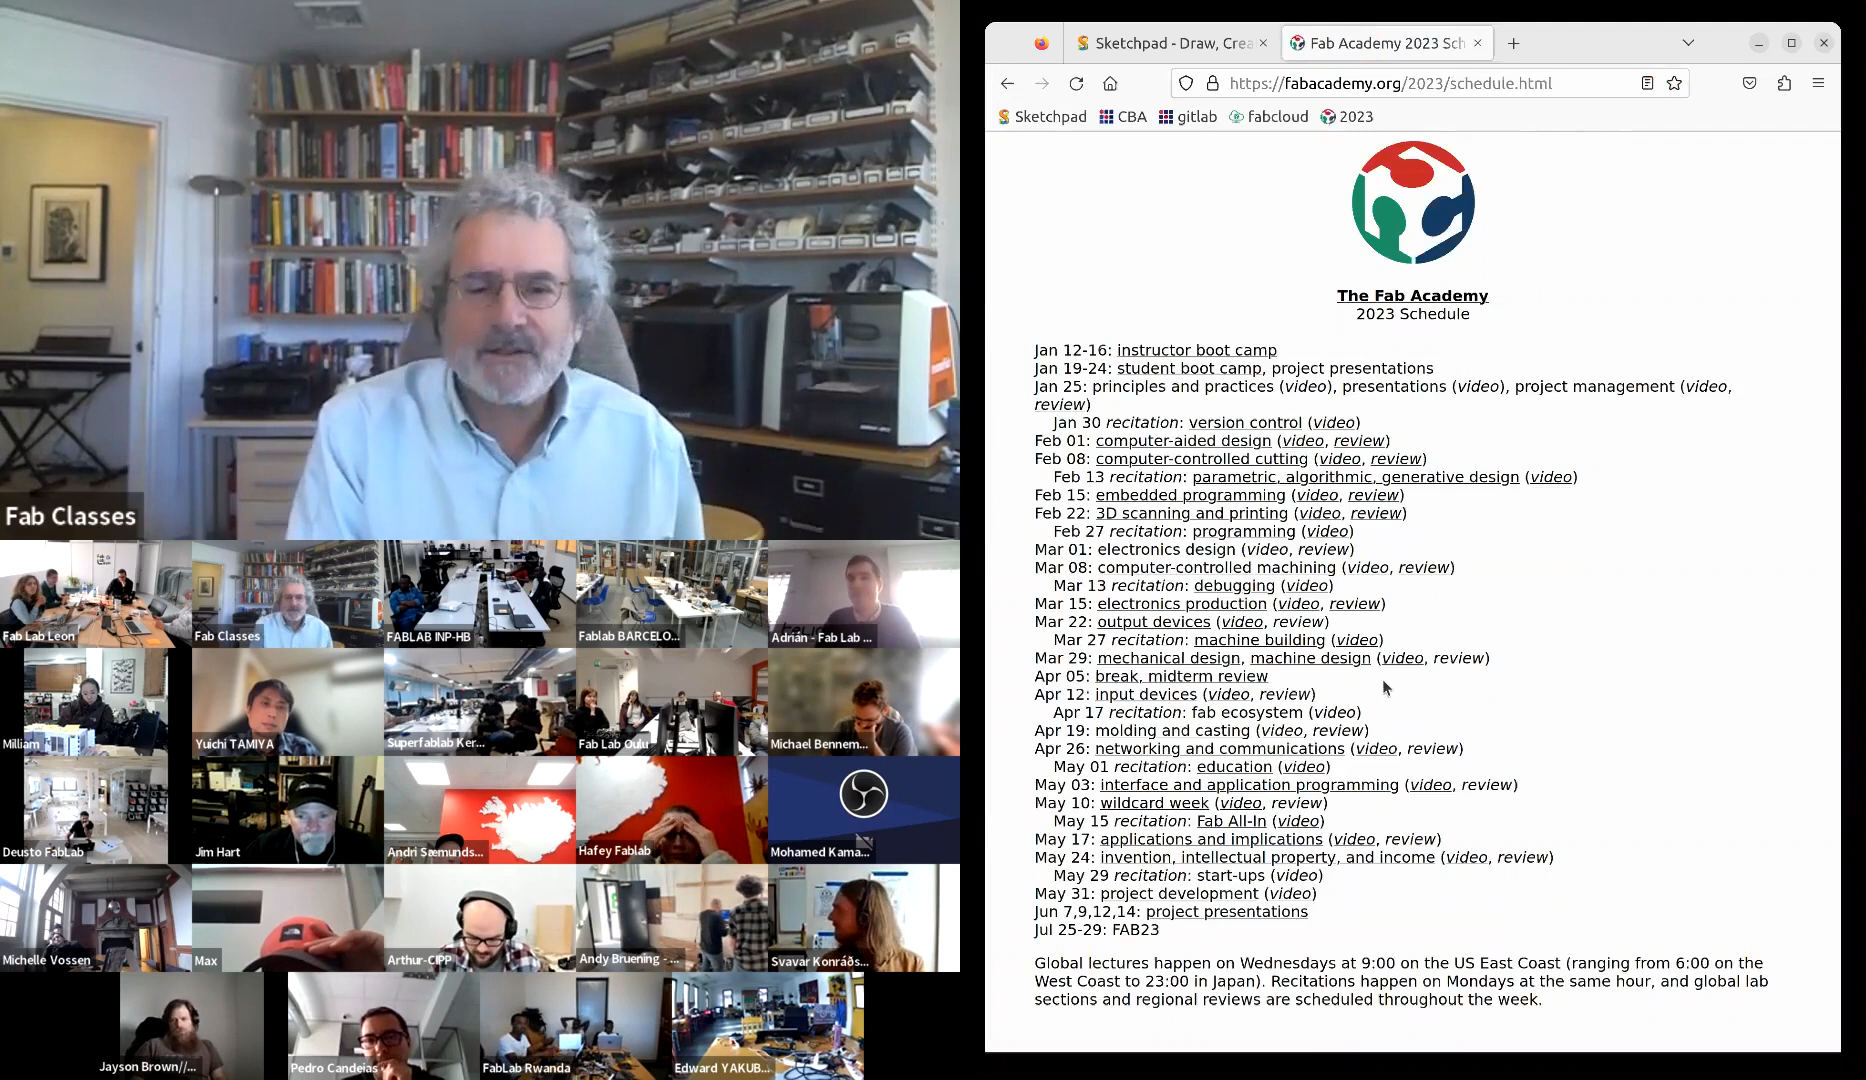 Fab Classes
Fab Lab Leon
Fab Classes
FABLAB INP-HB
Fablab BARCELO...
Adrián - Fab Lab ...
Milliam
Yuichi TAMIYA
Superfablab Ker...
Fab Lab Oulu
Michael Bennem...
Deusto FabLab
Jim Hart
Andri Sæmunds...
Hafey Fablab
Mohamed Kama...
Michelle Vossen
Max
Arthur-CIPP
Andy Bruening - ...
Svavar Konráðs...
Jayson Brown//...
Pedro Candeias
FabLab Rwanda
Edward YAKUB...
Sketchpad - Draw, Crea
Fab Academy 2023 Sch
https://fabacademy.org/2023/schedule.html
Sketchpad CBA gitlab fabcloud 2023
The Fab Academy
2023 Schedule
Jan 12-16: instructor boot camp
Jan 19-24: student boot camp, project presentations
Jan 25: principles and practices (video), presentations (video), project management (video,
review)
Jan 30 recitation: version control (video)
Feb 01: computer-aided design (video, review)
Feb 08: computer-controlled cutting (video, review)
Feb 13 recitation: parametric, algorithmic, generative design (video)
Feb 15: embedded programming (video, review)
Feb 22: 3D scanning and printing (video, review)
Feb 27 recitation: programming (video)
Mar 01: electronics design (video, review)
Mar 08: computer-controlled machining (video, review)
Mar 13 recitation: debugging (video)
Mar 15: electronics production (video, review)
Mar 22: output devices (video, review)
Mar 27 recitation: machine building (video)
Mar 29: mechanical design, machine design (video, review)
Apr 05: break, midterm review
Apr 12: input devices (video, review)
Apr 17 recitation: fab ecosystem (video)
Apr 19: molding and casting (video, review)
Apr 26: networking and communications (video, review)
May 01 recitation: education (video)
May 03: interface and application programming (video, review)
May 10: wildcard week (video, review)
May 15 recitation: Fab All-In (video)
May 17: applications and implications (video, review)
May 24: invention, intellectual property, and income (video, review)
May 29 recitation: start-ups (video)
May 31: project development (video)
Jun 7,9,12,14: project presentations
Jul 25-29: FAB23
Global lectures happen on Wednesdays at 9:00 on the US East Coast (ranging from 6:00 on the
West Coast to 23:00 in Japan). Recitations happen on Mondays at the same hour, and global lab
sections and regional reviews are scheduled throughout the week.